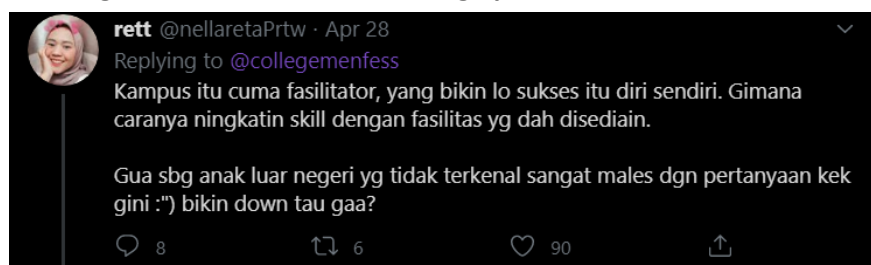 rett @nellaretaPrtw · Apr 28
Replying to @collegemenfess
Kampus itu cuma fasilitator, yang bikin lo sukses itu diri sendiri. Gimana
caranya ningkatin skill dengan fasilitas yg dah disediain.
Gua sbg anak luar negeri yg tidak terkenal sangat males dgn pertanyaan kek
gini :") bikin down tau gaa?
8 6 90